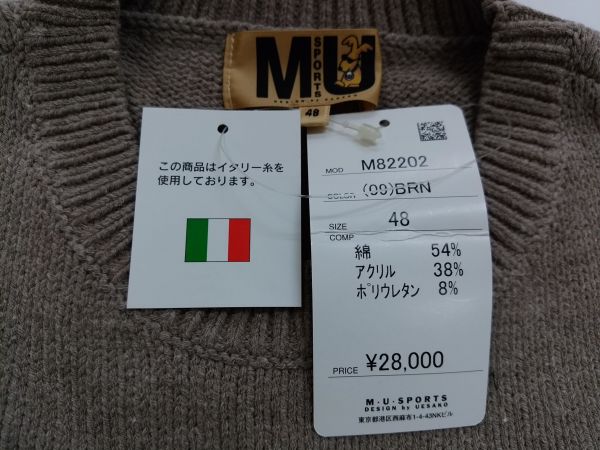 MU
SPORTS
DESIGN by UESAKO
48
この商品はイタリー糸を
使用しております。
MOD M82202
COLOR (09)BRN
SIZE 48
COMP
綿 54%
アクリル 38%
ポリウレタン 8%
PRICE ¥28,000
M・U・SPORTS
DESIGN by UESAKO
東京都港区西麻布1-4-43NKビル